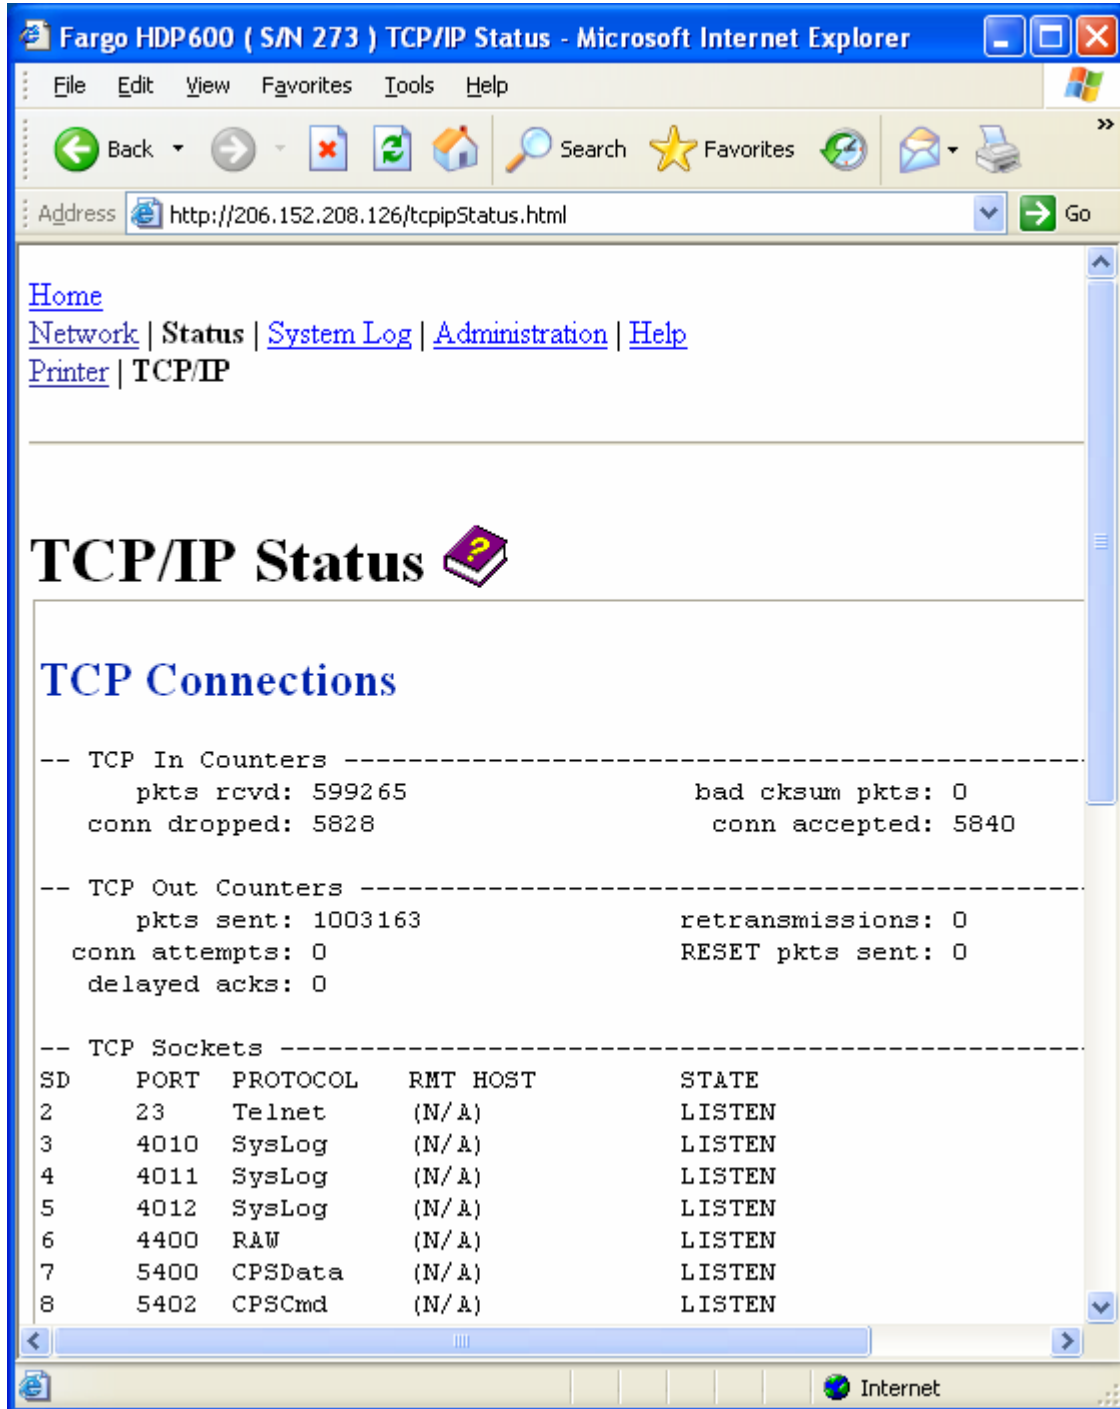 Fargo HDP600 ( S/N 273 ) TCP/IP Status - Microsoft Internet Explorer
File Edit View Favorites Tools Help
Back Search Favorites »
Address http://206.152.208.126/tcpipStatus.html Go
Home
Network | Status | System Log | Administration | Help
Printer | TCP/IP
TCP/IP Status ?
TCP Connections
-- TCP In Counters -----------------------------------------------
pkts rcvd: 599265 bad cksum pkts: 0
conn dropped: 5828 conn accepted: 5840
-- TCP Out Counters ----------------------------------------------
pkts sent: 1003163 retransmissions: 0
conn attempts: 0 RESET pkts sent: 0
delayed acks: 0
-- TCP Sockets ---------------------------------------------------
SD PORT PROTOCOL RMT HOST STATE
2 23 Telnet (N/A) LISTEN
3 4010 SysLog (N/A) LISTEN
4 4011 SysLog (N/A) LISTEN
5 4012 SysLog (N/A) LISTEN
6 4400 RAW (N/A) LISTEN
7 5400 CPSData (N/A) LISTEN
8 5402 CPSCmd (N/A) LISTEN
Internet